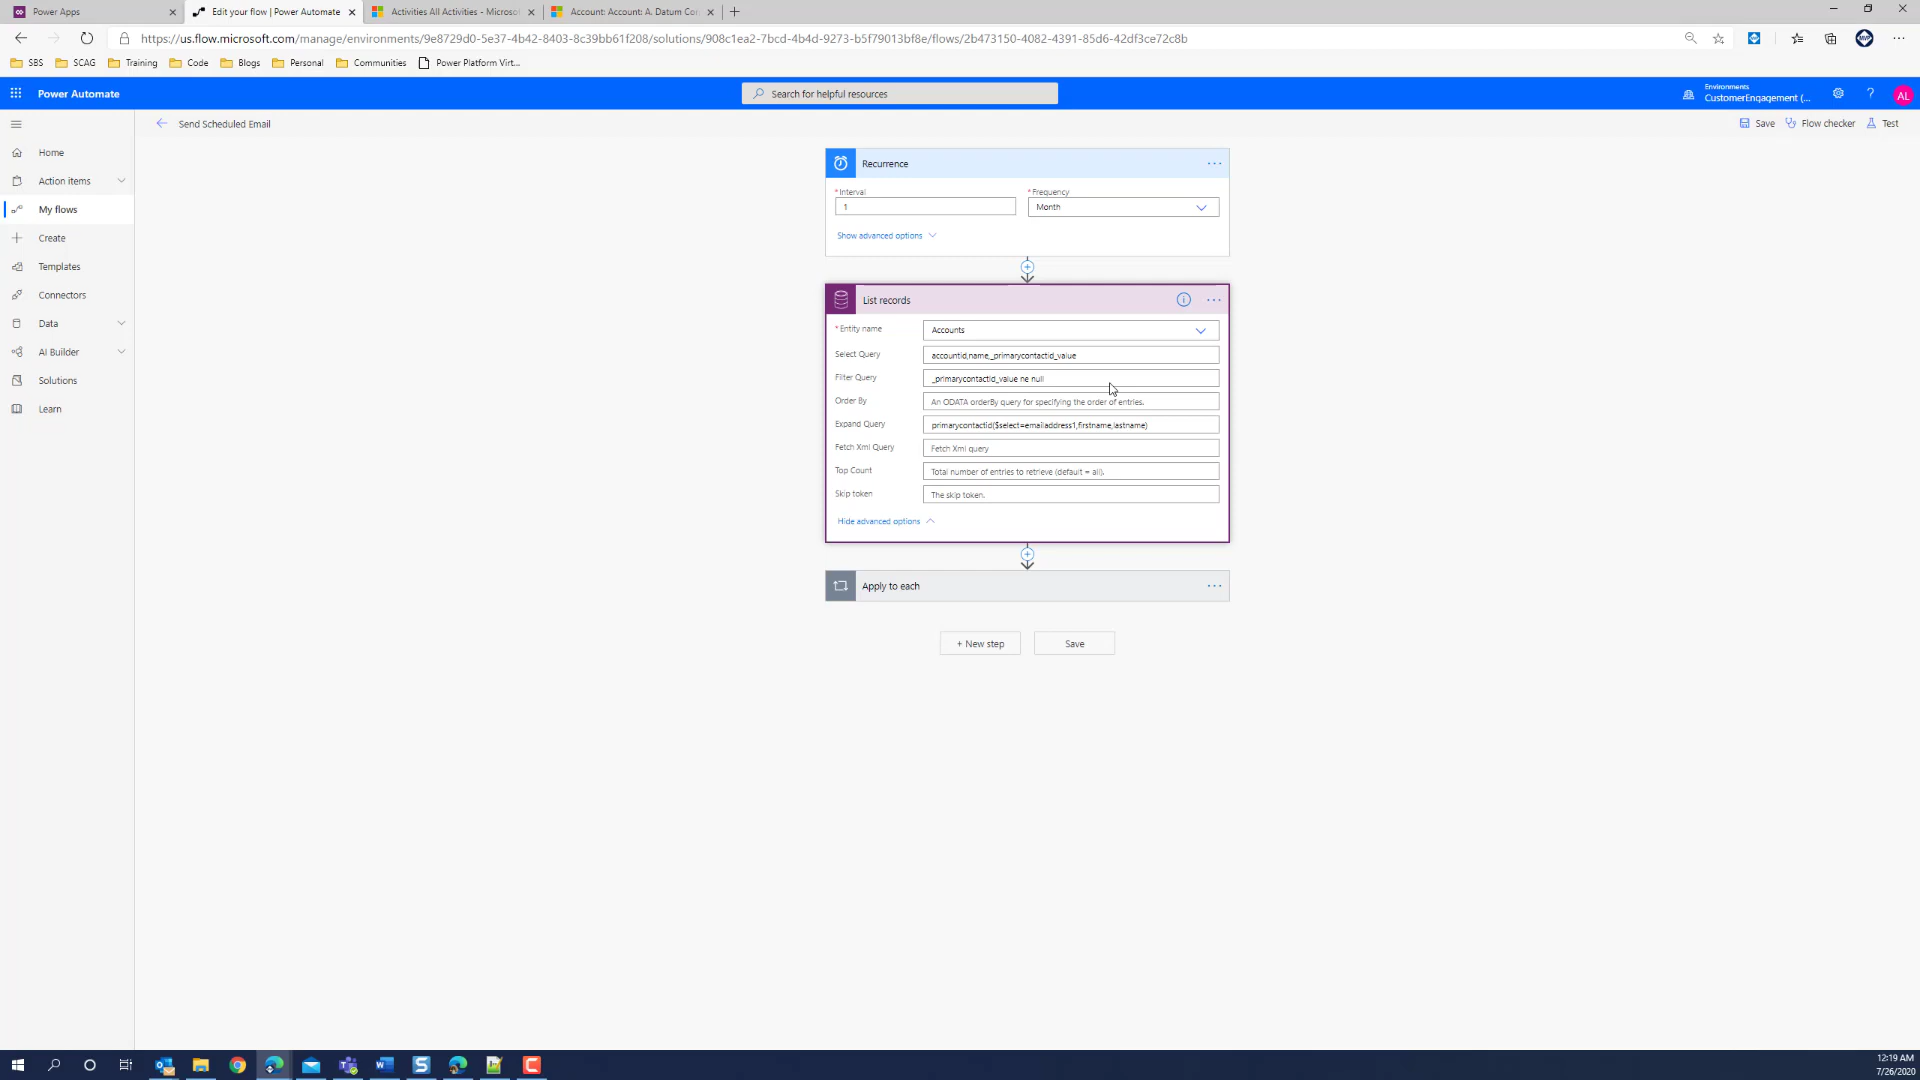 Power Apps
Edit your flow | Power Automate
Activities All Activities - Microsof
Account: Account: A. Datum Cor
https://us.flow.microsoft.com/manage/environments/9e8729d0-5e37-4b42-8403-8c39bb61f208/solutions/908c1ea2-7bcd-4b4d-9273-b5f79013bf8e/flows/2b473150-4082-4391-85d6-42df3ce72c8b
SBS
SCAG
Training
Code
Blogs
Personal
Communities
Power Platform Virt...
Power Automate
Search for helpful resources
Environments
CustomerEngagement (...
AL
Send Scheduled Email
Save
Flow checker
Test
Home
Action items
My flows
Create
Templates
Connectors
Data
AI Builder
Solutions
Learn
Recurrence
* Interval
* Frequency
1
Month
Show advanced options
List records
* Entity name
Accounts
Select Query
accountid,name,_primarycontactid_value
Filter Query
_primarycontactid_value ne null
Order By
An ODATA orderBy query for specifying the order of entries.
Expand Query
primarycontactid($select=emailaddress1,firstname,lastname)
Fetch Xml Query
Fetch Xml query
Top Count
Total number of entries to retrieve (default = all).
Skip token
The skip token.
Hide advanced options
Apply to each
+ New step
Save
12:19 AM
7/26/2020